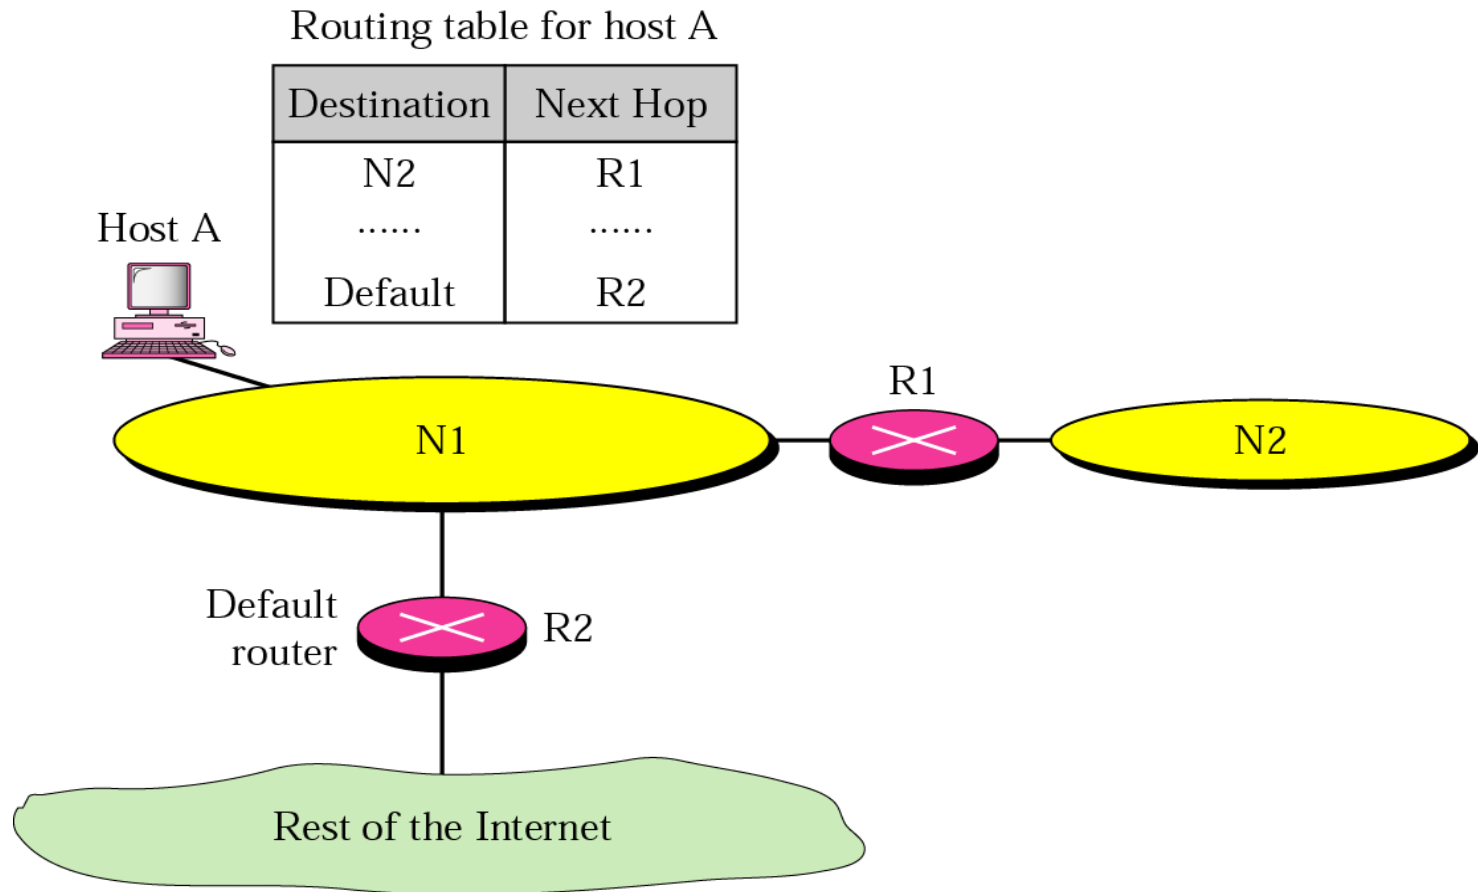 Routing table for host A
Destination Next Hop
N2 R1
...... ......
Default R2
Host A
R1
N1
N2
Default
router
R2
Rest of the Internet